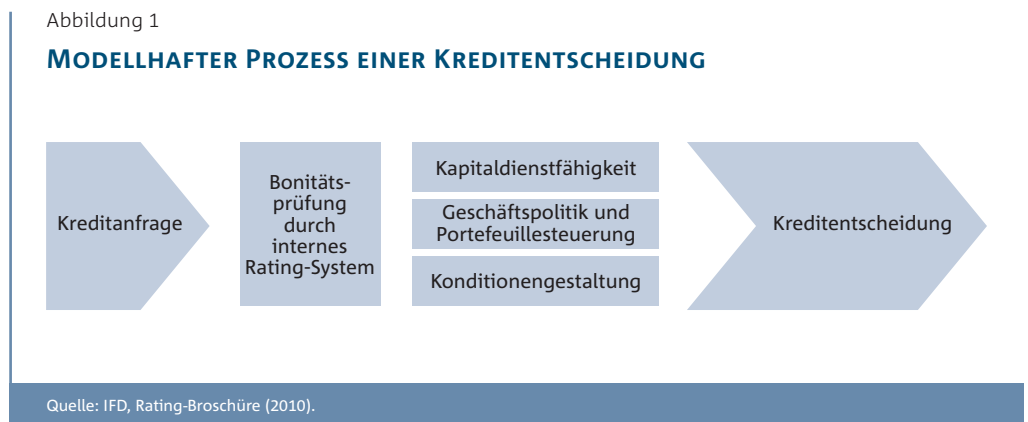 Abbildung 1
Modellhafter Prozess einer Kreditentscheidung
Kreditanfrage
Bonitäts-
prüfung
durch
internes
Rating-System
Kapitaldienstfähigkeit
Geschäftspolitik und
Portefeuillesteuerung
Konditionengestaltung
Kreditentscheidung
Quelle: IFD, Rating-Broschüre (2010).